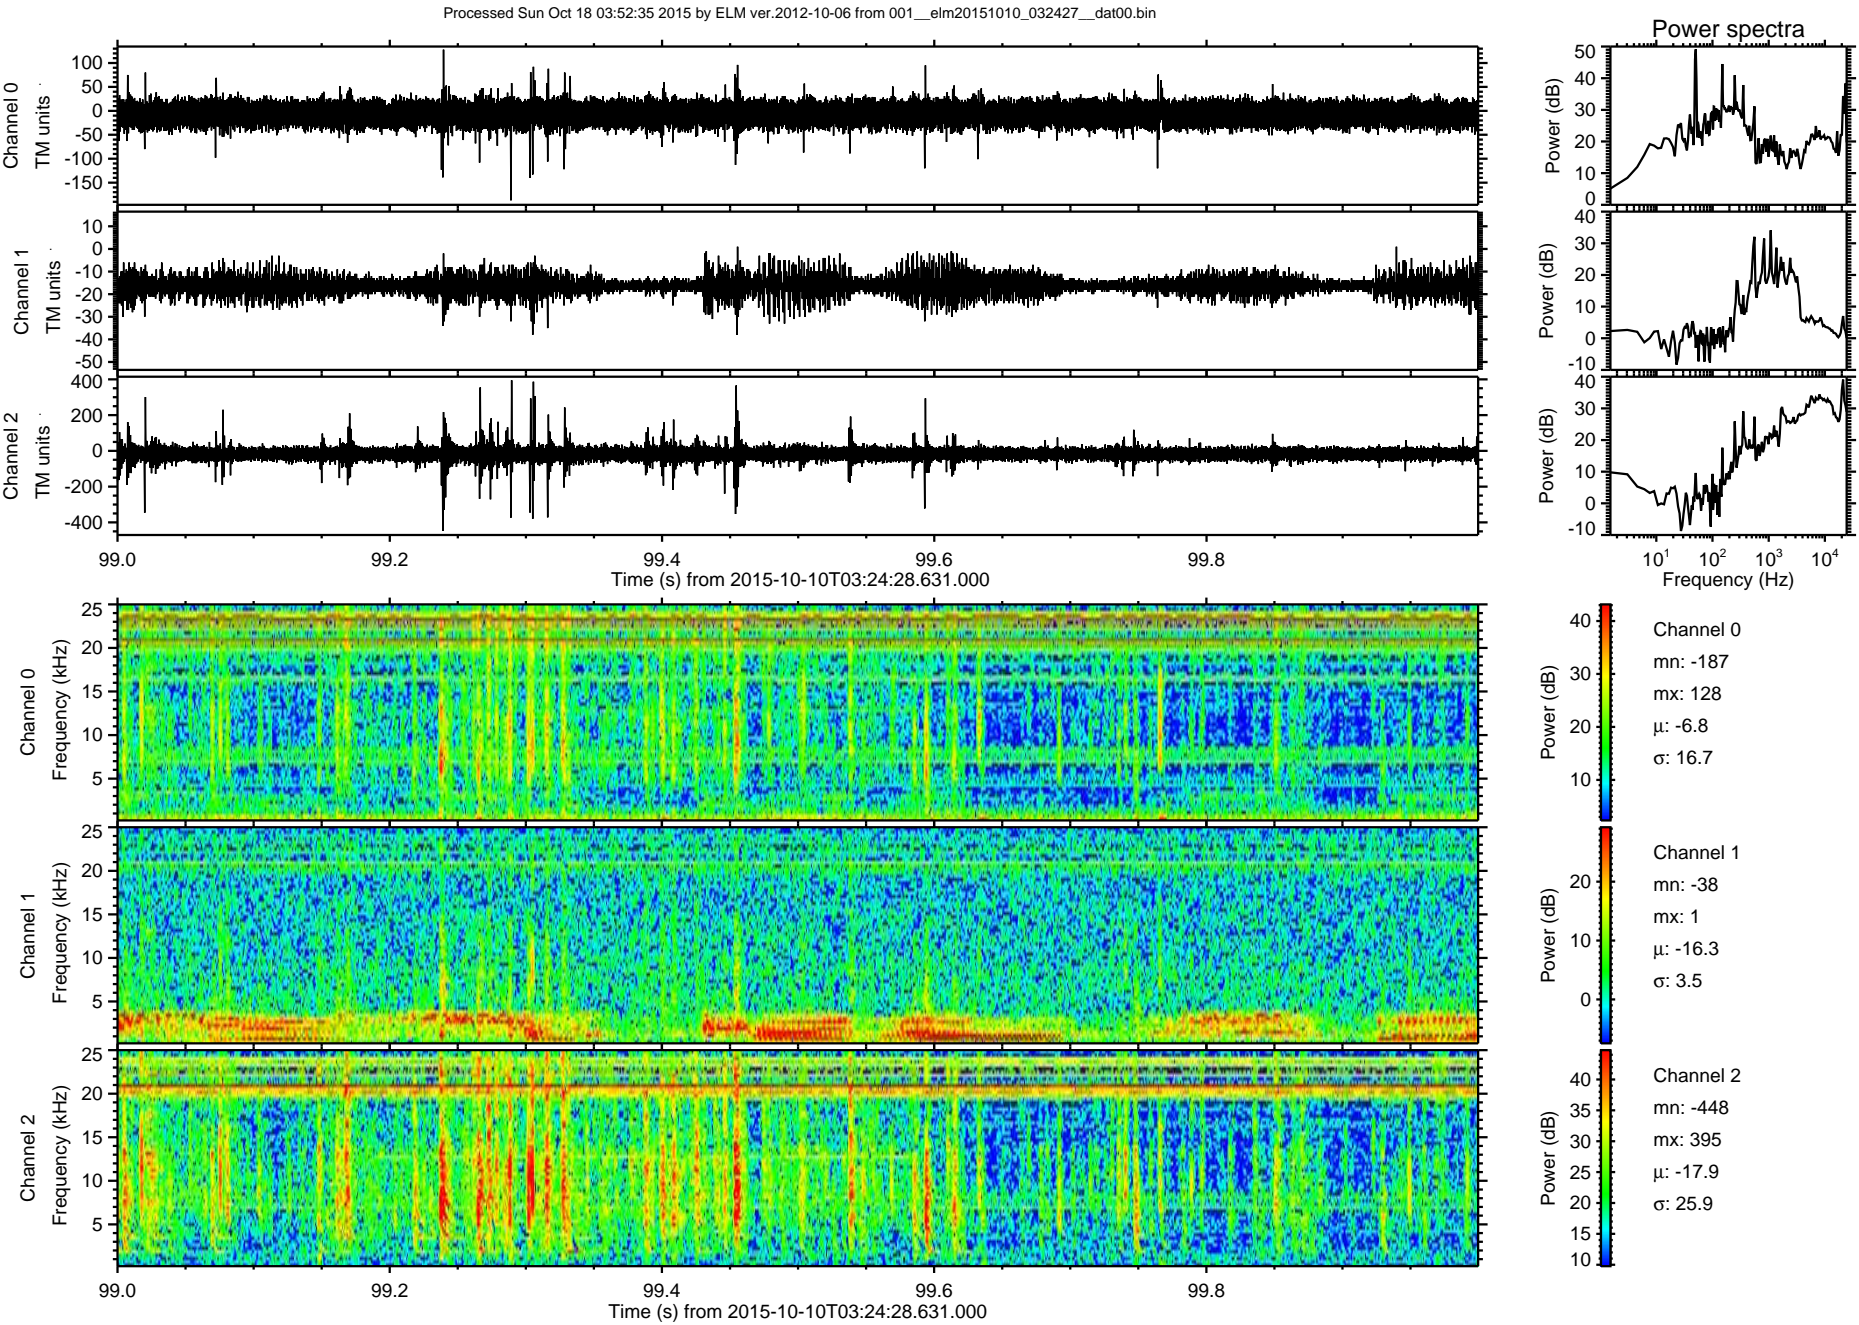 Processed Sun Oct 18 03:52:35 2015 by ELM ver.2012-10-06 from 001__elm20151010_032427__dat00.bin
Power spectra
Channel 0
TM units
100
50
0
-50
-100
-150
Power (dB)
50
40
30
20
10
0
Channel 1
TM units
10
0
-10
-20
-30
-40
-50
Power (dB)
40
30
20
10
0
-10
Channel 2
TM units
400
200
0
-200
-400
Power (dB)
40
30
20
10
0
-10
99.0 99.2 99.4 99.6 99.8
Time (s) from 2015-10-10T03:24:28.631.000
10^1 10^2 10^3 10^4
Frequency (Hz)
Channel 0
Frequency (kHz)
25
20
15
10
5
Power (dB)
40
30
20
10
Channel 0
mn: -187
mx: 128
μ: -6.8
σ: 16.7
Channel 1
Frequency (kHz)
25
20
15
10
5
Power (dB)
20
10
0
Channel 1
mn: -38
mx: 1
μ: -16.3
σ: 3.5
Channel 2
Frequency (kHz)
25
20
15
10
5
Power (dB)
40
35
30
25
20
15
10
Channel 2
mn: -448
mx: 395
μ: -17.9
σ: 25.9
99.0 99.2 99.4 99.6 99.8
Time (s) from 2015-10-10T03:24:28.631.000